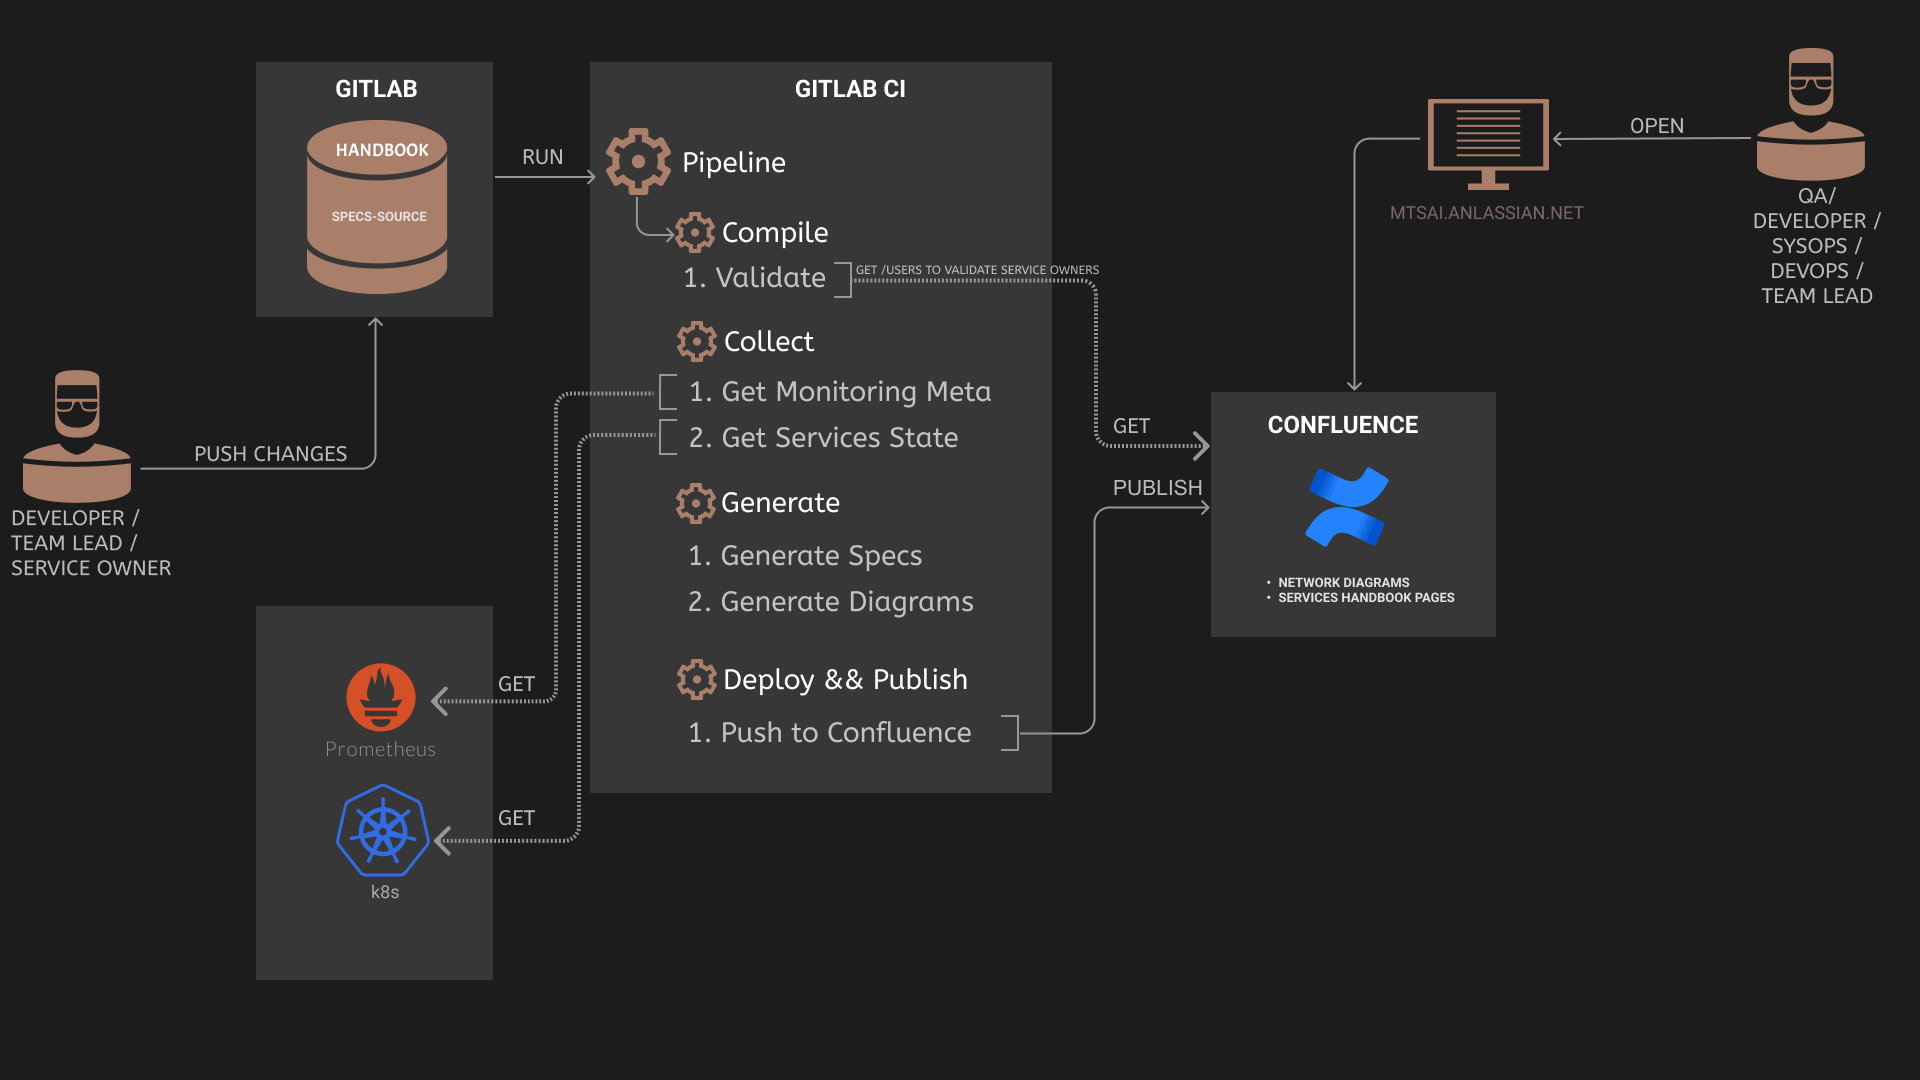 GITLAB
HANDBOOK
SPECS-SOURCE
RUN
GITLAB CI
Pipeline
Compile
1. Validate
GET /USERS TO VALIDATE SERVICE OWNERS
Collect
1. Get Monitoring Meta
2. Get Services State
Generate
1. Generate Specs
2. Generate Diagrams
Deploy && Publish
1. Push to Confluence
PUSH CHANGES
DEVELOPER /
TEAM LEAD /
SERVICE OWNER
GET
Prometheus
GET
k8s
GET
PUBLISH
CONFLUENCE
• NETWORK DIAGRAMS
• SERVICES HANDBOOK PAGES
MTSAI.ANLASSIAN.NET
OPEN
QA/
DEVELOPER /
SYSOPS /
DEVOPS /
TEAM LEAD